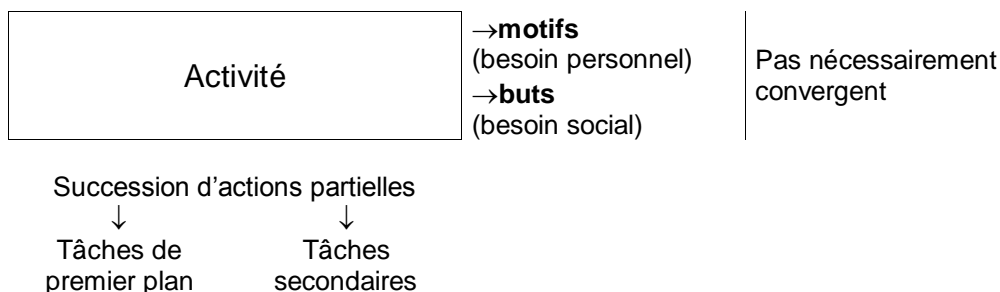 Activité
→motifs
(besoin personnel)
→buts
(besoin social)
Pas nécessairement
convergent
Succession d’actions partielles
↓ ↓
Tâches de
premier plan
Tâches
secondaires